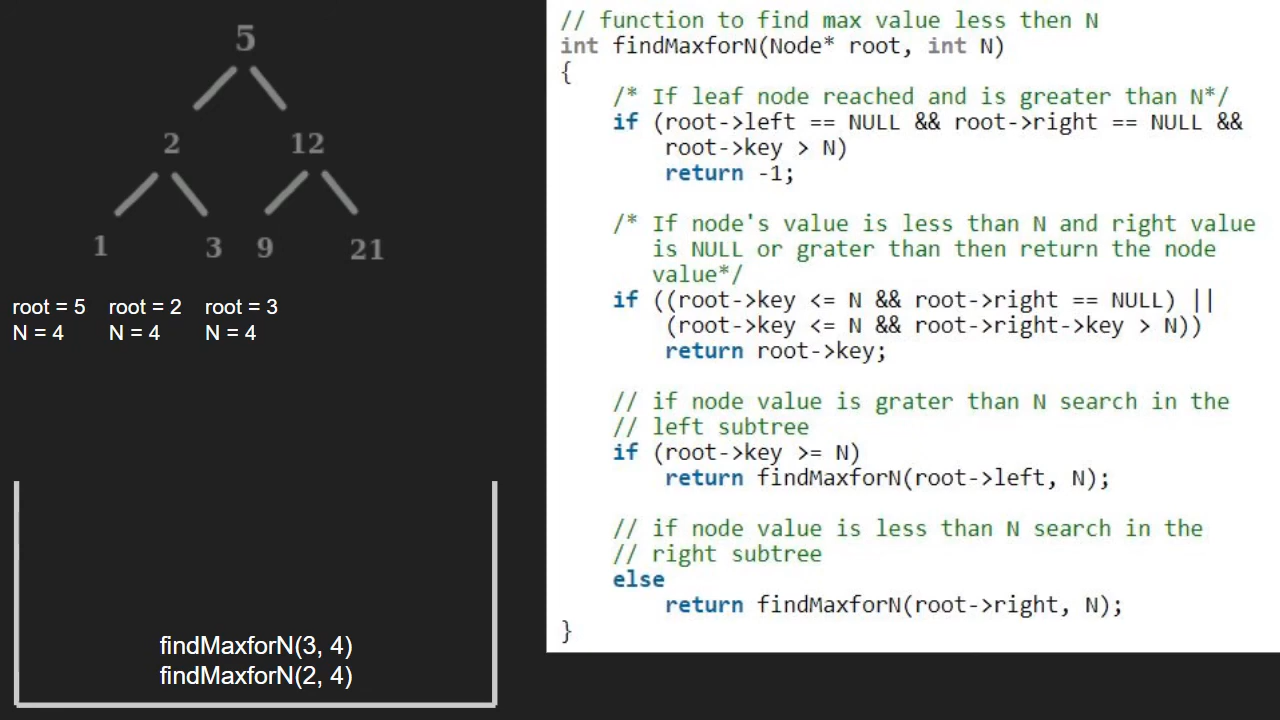 5
2 12
1 3 9 21
root = 5 root = 2 root = 3
N = 4 N = 4 N = 4
findMaxforN(3, 4)
findMaxforN(2, 4)
// function to find max value less then N
int findMaxforN(Node* root, int N)
{
/* If leaf node reached and is greater than N*/
if (root->left == NULL && root->right == NULL &&
root->key > N)
return -1;
/* If node's value is less than N and right value
is NULL or grater than then return the node
value*/
if ((root->key <= N && root->right == NULL) ||
(root->key <= N && root->right->key > N))
return root->key;
// if node value is grater than N search in the
// left subtree
if (root->key >= N)
return findMaxforN(root->left, N);
// if node value is less than N search in the
// right subtree
else
return findMaxforN(root->right, N);
}